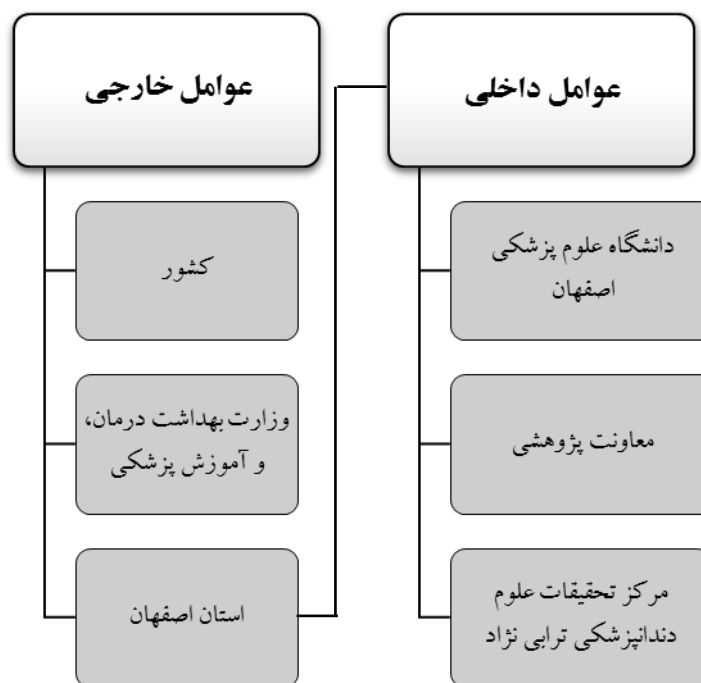 عوامل خارجی
کشور
وزارت بهداشت درمان،
و آموزش پزشکی
استان اصفهان
عوامل داخلی
دانشگاه علوم پزشکی
اصفهان
معاونت پژوهشی
مرکز تحقیقات علوم
دندانپزشکی ترابی نژاد